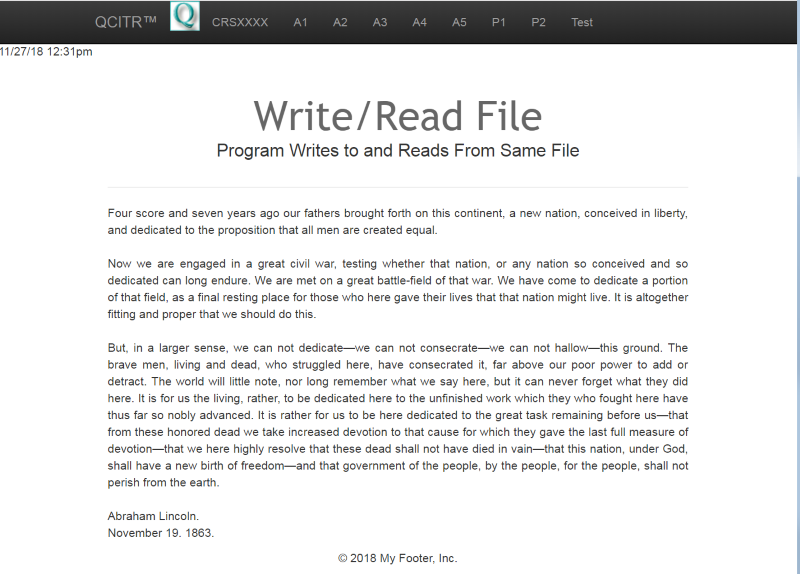 QCITR™ Q CRSXXXX A1 A2 A3 A4 A5 P1 P2 Test
11/27/18 12:31pm
Write/Read File
Program Writes to and Reads From Same File
Four score and seven years ago our fathers brought forth on this continent, a new nation, conceived in liberty,
and dedicated to the proposition that all men are created equal.
Now we are engaged in a great civil war, testing whether that nation, or any nation so conceived and so
dedicated can long endure. We are met on a great battle-field of that war. We have come to dedicate a portion
of that field, as a final resting place for those who here gave their lives that that nation might live. It is altogether
fitting and proper that we should do this.
But, in a larger sense, we can not dedicate—we can not consecrate—we can not hallow—this ground. The
brave men, living and dead, who struggled here, have consecrated it, far above our poor power to add or
detract. The world will little note, nor long remember what we say here, but it can never forget what they did
here. It is for us the living, rather, to be dedicated here to the unfinished work which they who fought here have
thus far so nobly advanced. It is rather for us to be here dedicated to the great task remaining before us—that
from these honored dead we take increased devotion to that cause for which they gave the last full measure of
devotion—that we here highly resolve that these dead shall not have died in vain—that this nation, under God,
shall have a new birth of freedom—and that government of the people, by the people, for the people, shall not
perish from the earth.
Abraham Lincoln.
November 19. 1863.
© 2018 My Footer, Inc.